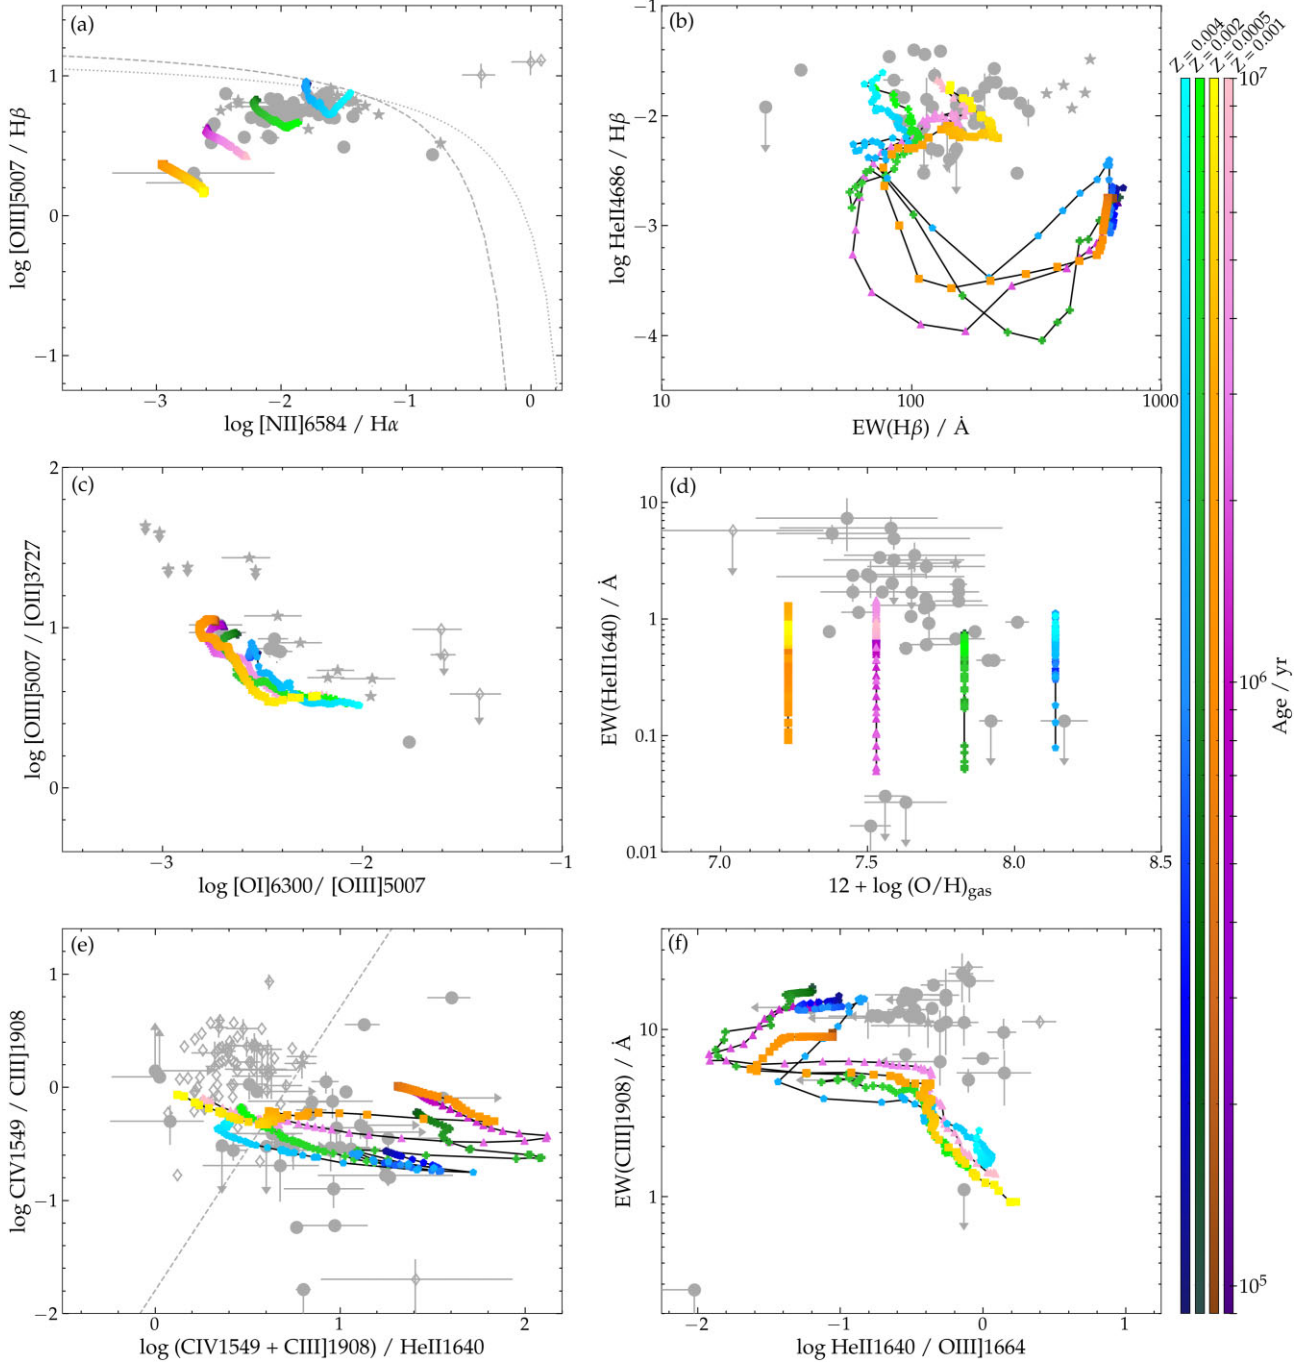 (a)
log [OIII]5007 / Hβ
1
0
−1
−3
−2
−1
0
log [NII]6584 / Hα
(b)
log HeII4686 / Hβ
−1
−2
−3
−4
10
100
1000
EW(Hβ) / Å
Z = 0.004
Z = 0.002
Z = 0.0005
Z = 0.001
10⁷
10⁶
10⁵
Age / yr
(c)
log [OIII]5007 / [OII]3727
2
1
0
−3
−2
−1
log [OI]6300/ [OIII]5007
(d)
EW(HeII1640) / Å
10
1
0.1
0.01
7.0
7.5
8.0
8.5
12 + log (O/H)gas
(e)
log CIV1549 / CIII]1908
1
0
−1
−2
0
1
2
log (CIV1549 + CIII]1908) / HeII1640
(f)
EW(CIII]1908) / Å
10
1
−2
−1
0
1
log HeII1640 / OIII]1664